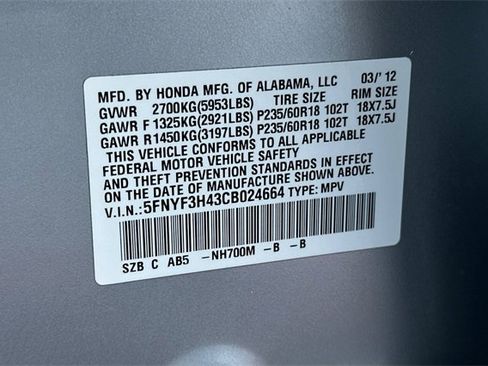 MFD. BY HONDA MFG. OF ALABAMA, LLC 03/'12
GVWR 2700KG(5953LBS) TIRE SIZE RIM SIZE
GAWR F 1325KG(2921LBS) P235/60R18 102T 18X7.5J
GAWR R1450KG(3197LBS) P235/60R18 102T 18X7.5J
THIS VEHICLE CONFORMS TO ALL APPLICABLE
FEDERAL MOTOR VEHICLE SAFETY
AND THEFT PREVENTION STANDARDS IN EFFECT
ON THE DATE OF MANUFACTURE SHOWN ABOVE.
V.I.N.:5FNYF3H43CB024664 TYPE: MPV
SZB C AB5 -NH700M -B -B